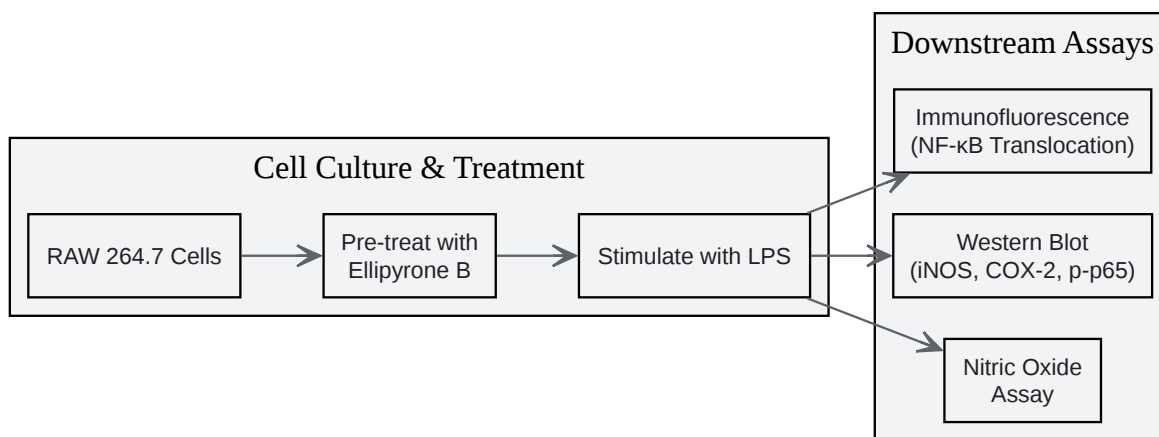 Cell Culture & Treatment
RAW 264.7 Cells
Pre-treat with
Ellipyrone B
Stimulate with LPS
Downstream Assays
Immunofluorescence
(NF-κB Translocation)
Western Blot
(iNOS, COX-2, p-p65)
Nitric Oxide
Assay